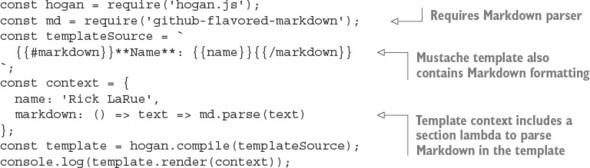 const hogan = require('hogan.js');
const md = require('github-flavored-markdown');
const templateSource = `
  {{#markdown}}**Name**: {{name}}{{/markdown}}
`;
const context = {
  name: 'Rick LaRue',
  markdown: () => text => md.parse(text)
};
const template = hogan.compile(templateSource);
console.log(template.render(context));
Requires Markdown parser
Mustache template also
contains Markdown formatting
Template context includes a
section lambda to parse
Markdown in the template